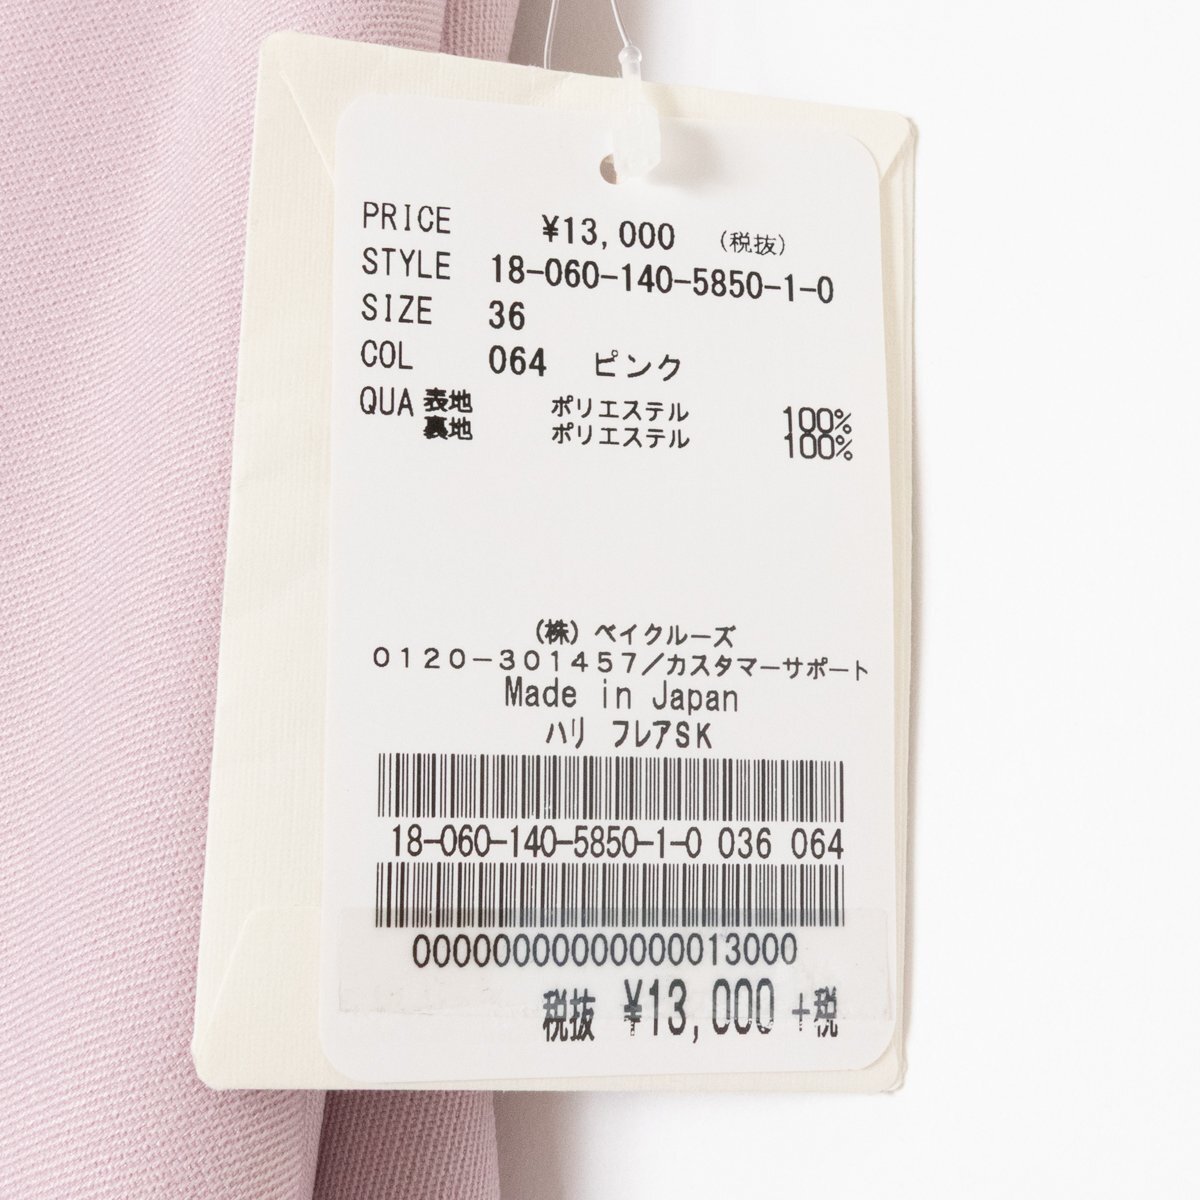 PRICE ¥13,000 (税抜)
STYLE 18-060-140-5850-1-0
SIZE 36
COL 064 ピンク
QUA 表地 ポリエステル 100%
裏地 ポリエステル 100%
(株) ベイクルーズ
0120-301457/カスタマーサポート
Made in Japan
ハリ フレアSK
18-060-140-5850-1-0 036 064
00000000000000013000
税抜 ¥13,000 +税